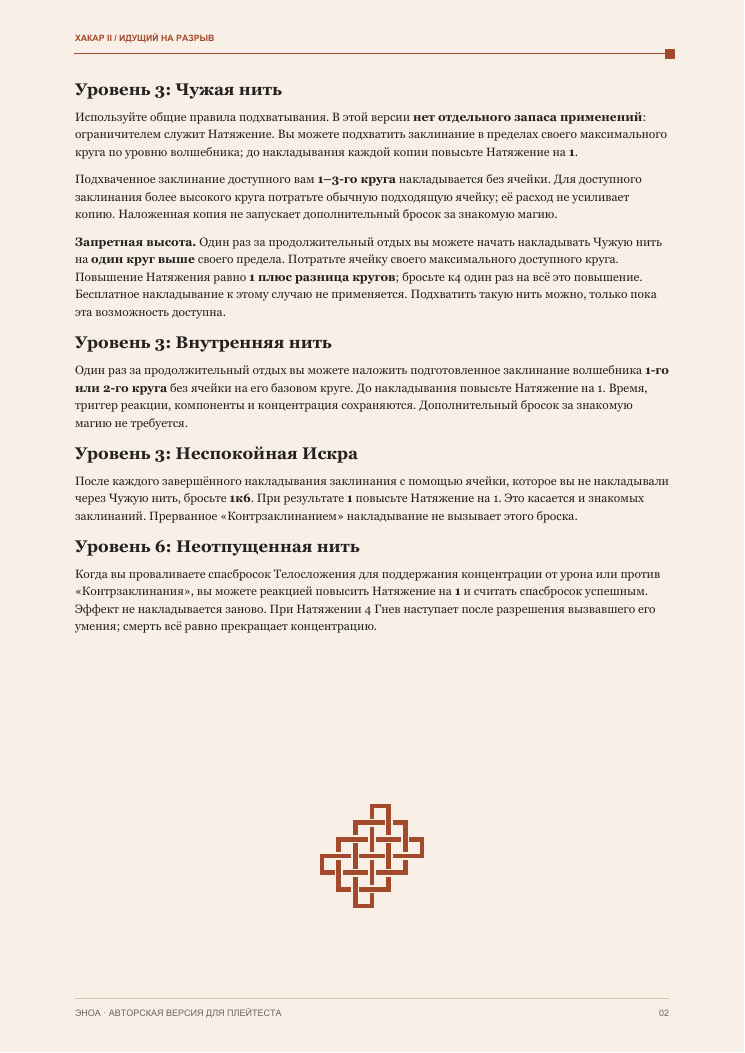 ХАКАР II / ИДУЩИЙ НА РАЗРЫВ
Уровень 3: Чужая нить
Используйте общие правила подхватывания. В этой версии нет отдельного запаса применений:
ограничителем служит Натяжение. Вы можете подхватить заклинание в пределах своего максимального
круга по уровню волшебника; до накладывания каждой копии повысьте Натяжение на 1.
Подхваченное заклинание доступного вам 1–3-го круга накладывается без ячейки. Для доступного
заклинания более высокого круга потратьте обычную подходящую ячейку; её расход не усиливает
копию. Наложенная копия не запускает дополнительный бросок за знакомую магию.
Запретная высота. Один раз за продолжительный отдых вы можете начать накладывать Чужую нить
на один круг выше своего предела. Потратьте ячейку своего максимального доступного круга.
Повышение Натяжения равно 1 плюс разница кругов; бросьте к4 один раз на всё это повышение.
Бесплатное накладывание к этому случаю не применяется. Подхватить такую нить можно, только пока
эта возможность доступна.
Уровень 3: Внутренняя нить
Один раз за продолжительный отдых вы можете наложить подготовленное заклинание волшебника 1-го
или 2-го круга без ячейки на его базовом круге. До накладывания повысьте Натяжение на 1. Время,
триггер реакции, компоненты и концентрация сохраняются. Дополнительный бросок за знакомую
магию не требуется.
Уровень 3: Неспокойная Искра
После каждого завершённого накладывания заклинания с помощью ячейки, которое вы не накладывали
через Чужую нить, бросьте 1к6. При результате 1 повысьте Натяжение на 1. Это касается и знакомых
заклинаний. Прерванное «Контрзаклинанием» накладывание не вызывает этого броска.
Уровень 6: Неотпущенная нить
Когда вы проваливаете спасбросок Телосложения для поддержания концентрации от урона или против
«Контрзаклинания», вы можете реакцией повысить Натяжение на 1 и считать спасбросок успешным.
Эффект не накладывается заново. При Натяжении 4 Гнев наступает после разрешения вызвавшего его
умения; смерть всё равно прекращает концентрацию.
ЭНОА · АВТОРСКАЯ ВЕРСИЯ ДЛЯ ПЛЕЙТЕСТА
02